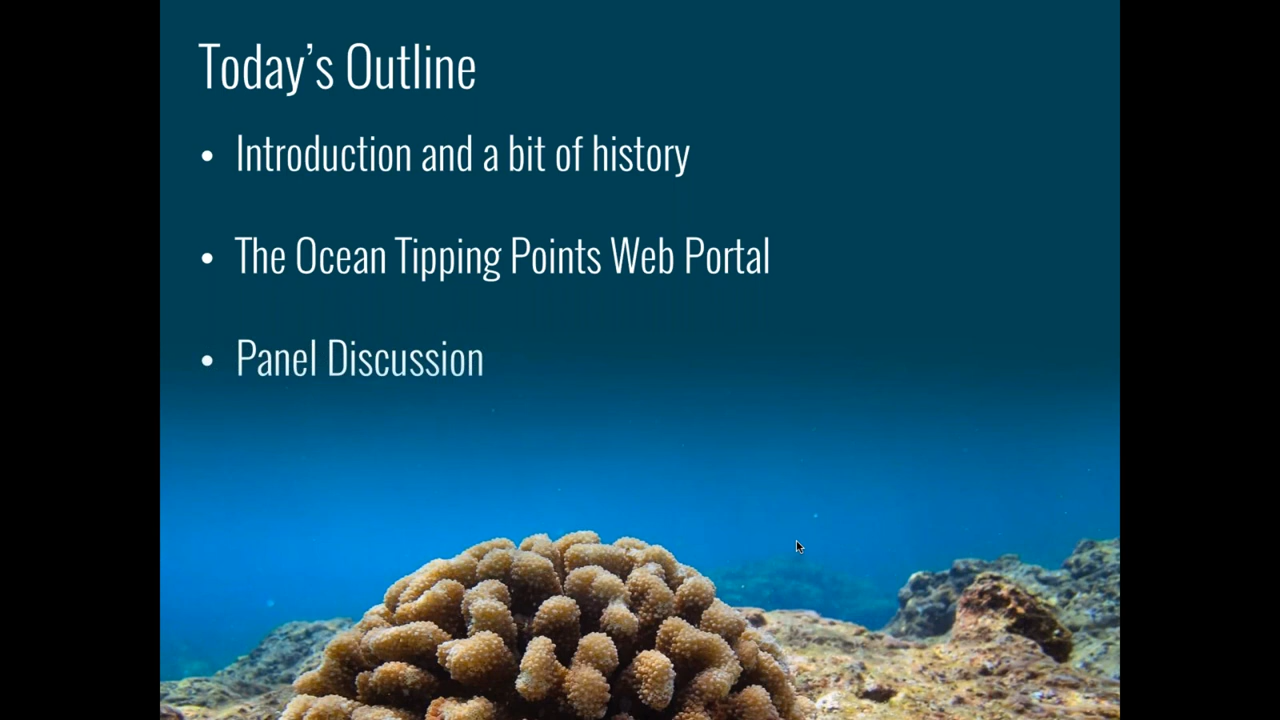 Today’s Outline
• Introduction and a bit of history
• The Ocean Tipping Points Web Portal
• Panel Discussion